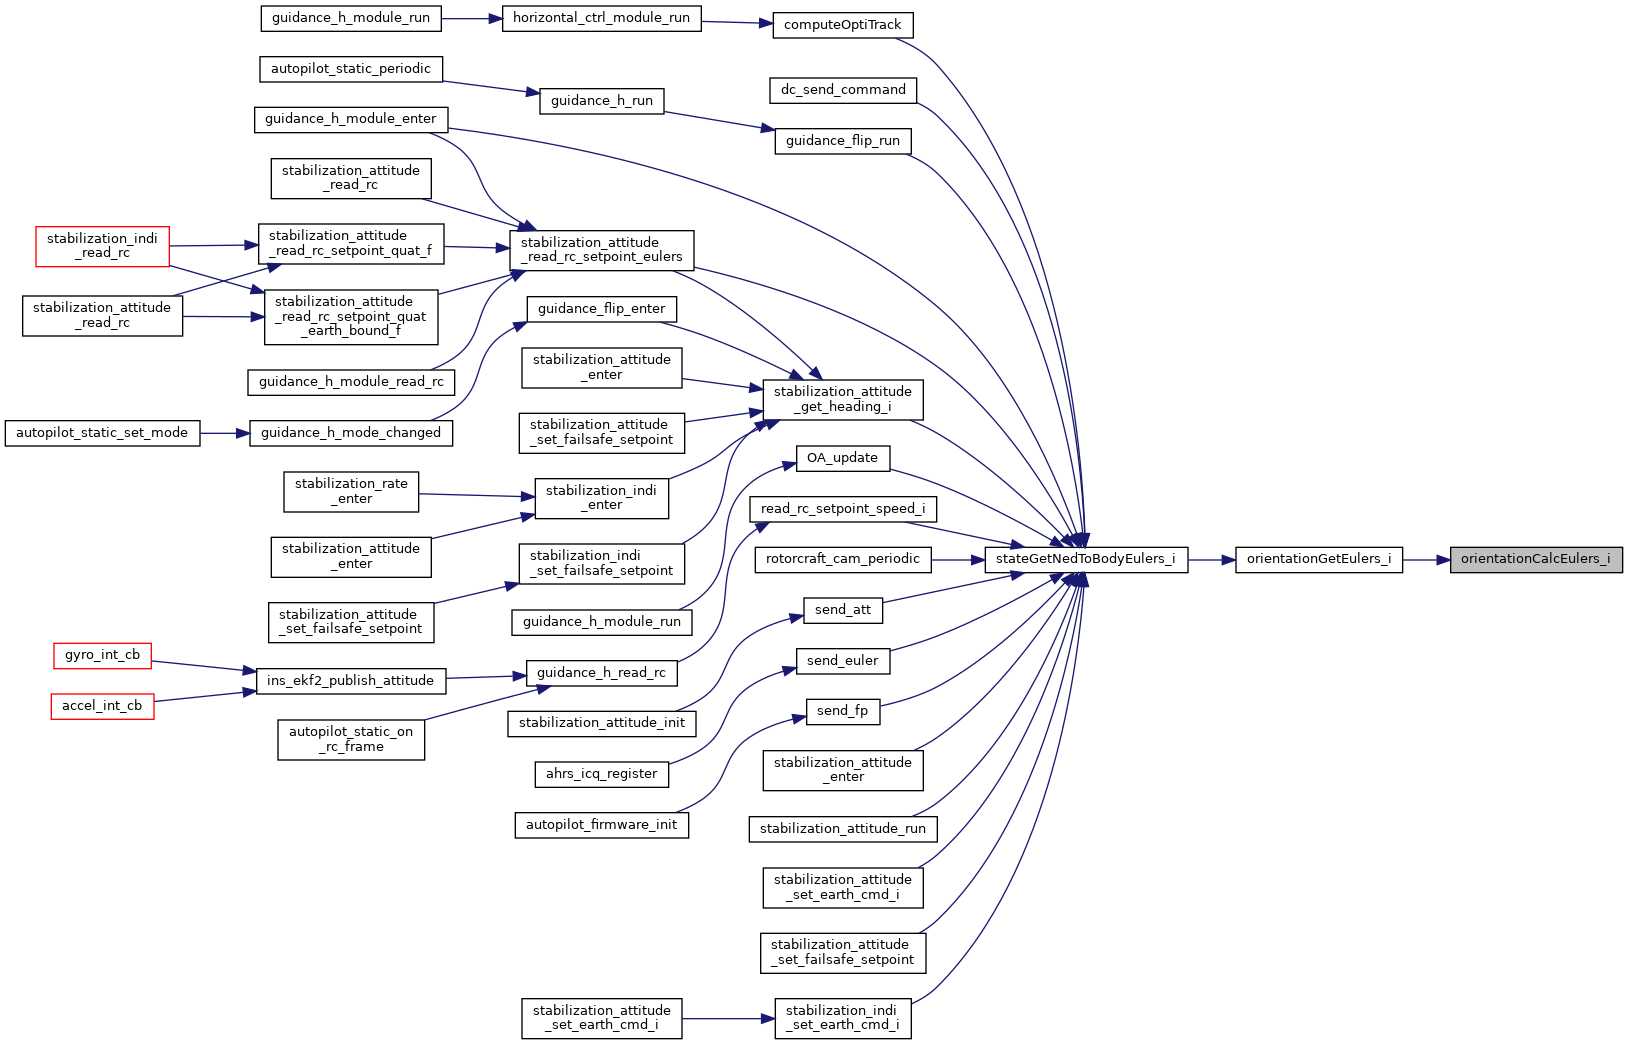 guidance_h_module_run
horizontal_ctrl_module_run
computeOptiTrack
autopilot_static_periodic
guidance_h_run
dc_send_command
guidance_h_module_enter
guidance_flip_run
stabilization_attitude
_read_rc
stabilization_indi
_read_rc
stabilization_attitude
_read_rc_setpoint_quat_f
stabilization_attitude
_read_rc_setpoint_eulers
stabilization_attitude
_read_rc
stabilization_attitude
_read_rc_setpoint_quat
_earth_bound_f
guidance_flip_enter
stabilization_attitude
_enter
guidance_h_module_read_rc
stabilization_attitude
_get_heading_i
autopilot_static_set_mode
guidance_h_mode_changed
stabilization_attitude
_set_failsafe_setpoint
OA_update
stabilization_rate
_enter
stabilization_indi
_enter
read_rc_setpoint_speed_i
stabilization_attitude
_enter
stabilization_indi
_set_failsafe_setpoint
rotorcraft_cam_periodic
stateGetNedToBodyEulers_i
orientationGetEulers_i
orientationCalcEulers_i
stabilization_attitude
_set_failsafe_setpoint
guidance_h_module_run
send_att
gyro_int_cb
accel_int_cb
ins_ekf2_publish_attitude
guidance_h_read_rc
send_euler
autopilot_static_on
_rc_frame
stabilization_attitude_init
send_fp
ahrs_icq_register
stabilization_attitude
_enter
autopilot_firmware_init
stabilization_attitude_run
stabilization_attitude
_set_earth_cmd_i
stabilization_attitude
_set_failsafe_setpoint
stabilization_attitude
_set_earth_cmd_i
stabilization_indi
_set_earth_cmd_i